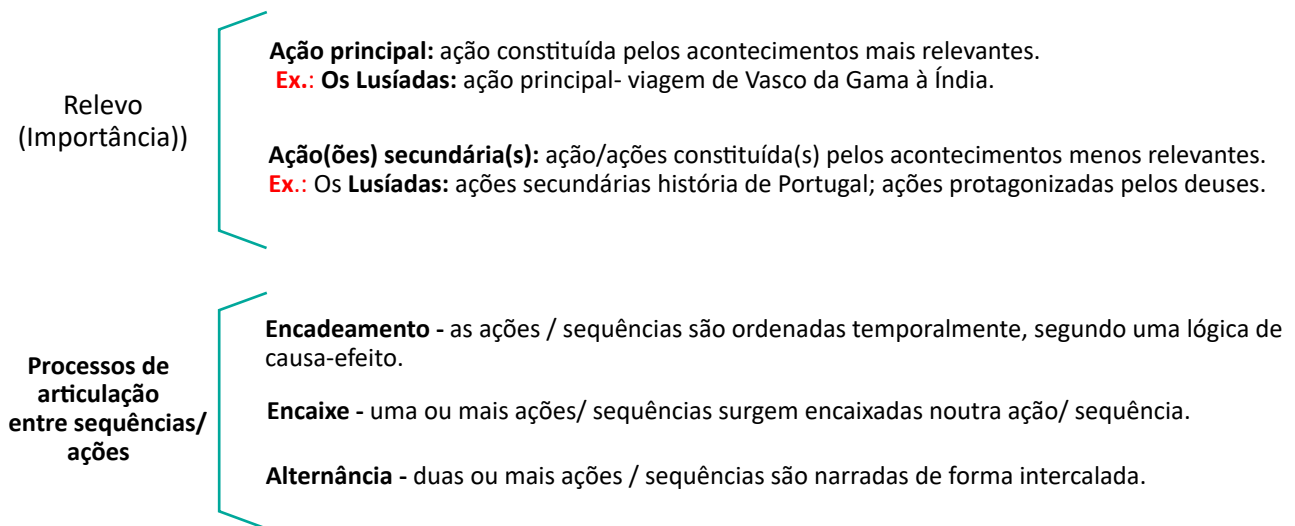 Relevo
(Importância))
Ação principal: ação constituída pelos acontecimentos mais relevantes.
Ex.: Os Lusíadas: ação principal- viagem de Vasco da Gama à Índia.
Ação(ões) secundária(s): ação/ações constituída(s) pelos acontecimentos menos relevantes.
Ex.: Os Lusíadas: ações secundárias história de Portugal; ações protagonizadas pelos deuses.
Processos de
articulação
entre sequências/
ações
Encadeamento - as ações / sequências são ordenadas temporalmente, segundo uma lógica de
causa-efeito.
Encaixe - uma ou mais ações/ sequências surgem encaixadas noutra ação/ sequência.
Alternância - duas ou mais ações / sequências são narradas de forma intercalada.